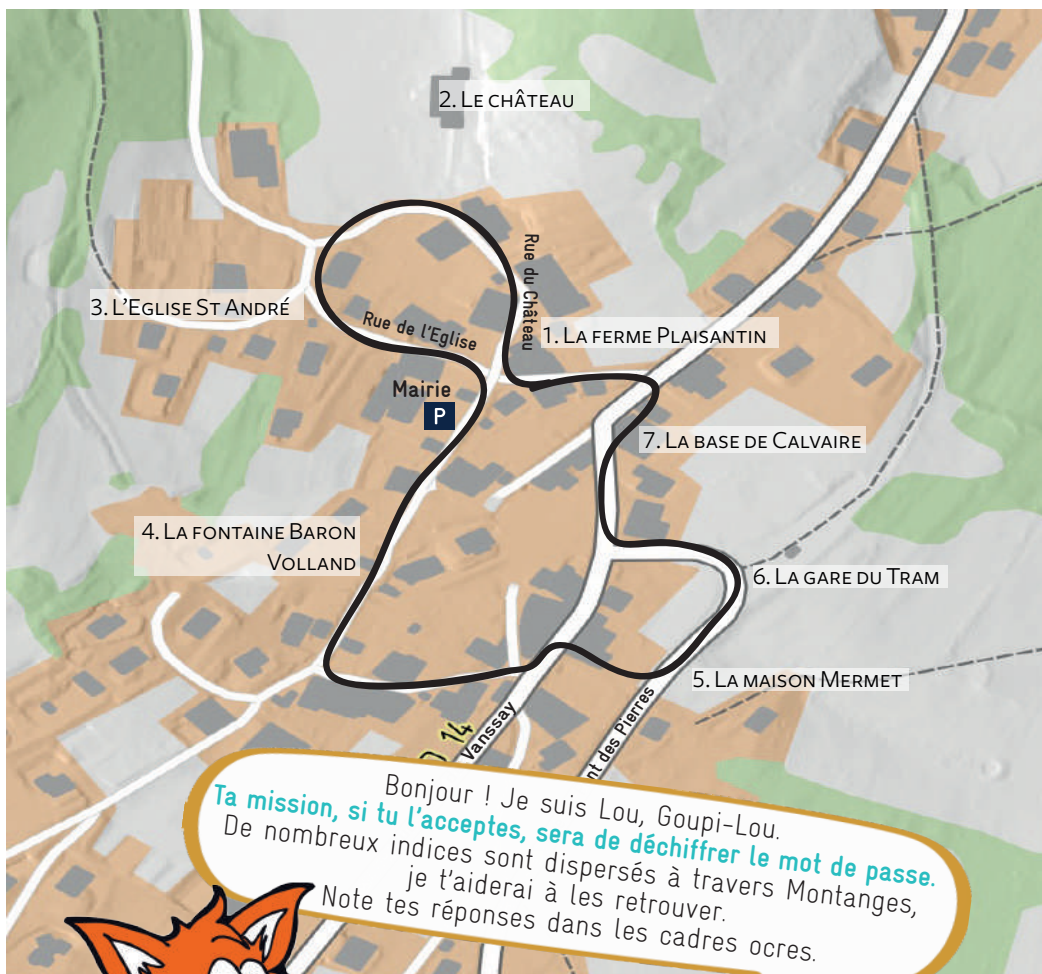 2. Le château
Rue du Château
3. L'Eglise St André
Rue de l'Eglise
1. La ferme Plaisantin
Mairie
P
7. La base de Calvaire
4. La fontaine Baron
Volland
6. La gare du Tram
5. La maison Mermet
D 14
Vanssay
nt des Pierres
Bonjour ! Je suis Lou, Goupi-Lou.
Ta mission, si tu l'acceptes, sera de déchiffrer le mot de passe.
De nombreux indices sont dispersés à travers Montanges,
je t'aiderai à les retrouver.
Note tes réponses dans les cadres ocres.